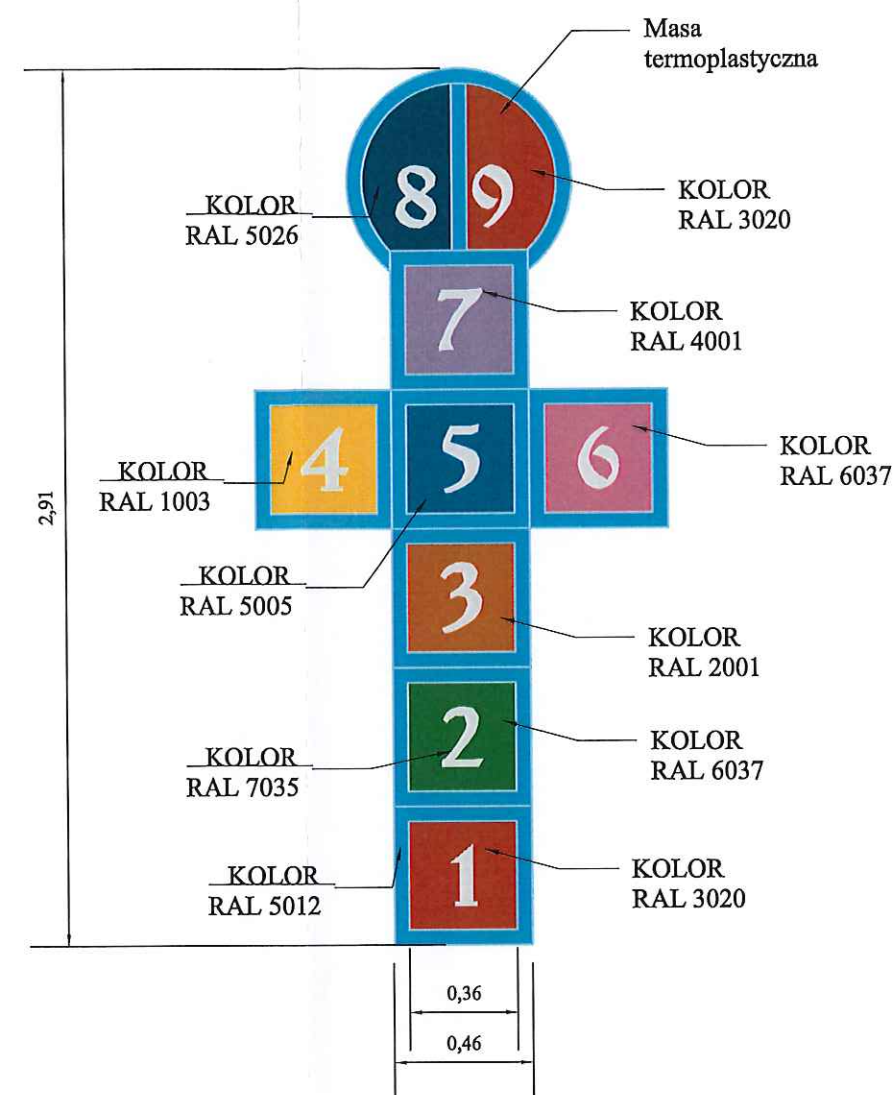 Masa
termoplastyczna
8
9
KOLOR
RAL 5026
KOLOR
RAL 3020
7
KOLOR
RAL 4001
4
5
6
KOLOR
RAL 1003
KOLOR
RAL 6037
2,91
KOLOR
RAL 5005
3
KOLOR
RAL 2001
2
KOLOR
RAL 7035
KOLOR
RAL 6037
1
KOLOR
RAL 5012
KOLOR
RAL 3020
0,36
0,46